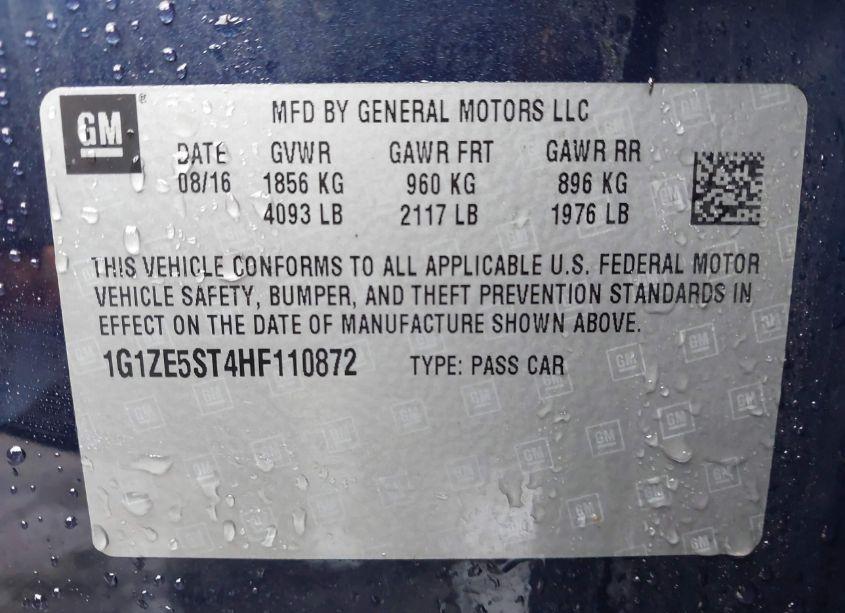 GM
MFD BY GENERAL MOTORS LLC
DATE GVWR GAWR FRT GAWR RR
08/16 1856 KG 960 KG 896 KG
4093 LB 2117 LB 1976 LB
THIS VEHICLE CONFORMS TO ALL APPLICABLE U.S. FEDERAL MOTOR
VEHICLE SAFETY, BUMPER, AND THEFT PREVENTION STANDARDS IN
EFFECT ON THE DATE OF MANUFACTURE SHOWN ABOVE.
1G1ZE5ST4HF110872 TYPE: PASS CAR